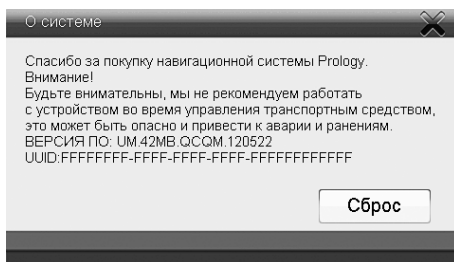 О системе
Спасибо за покупку навигационной системы Prology.
Внимание!
Будьте внимательны, мы не рекомендуем работать
с устройством во время управления транспортным средством,
это может быть опасно и привести к аварии и ранениям.
ВЕРСИЯ ПО: UM.42MB.QCQM.120522
UUID:FFFFFFFF-FFFF-FFFF-FFFF-FFFFFFFFFFFF
Сброс